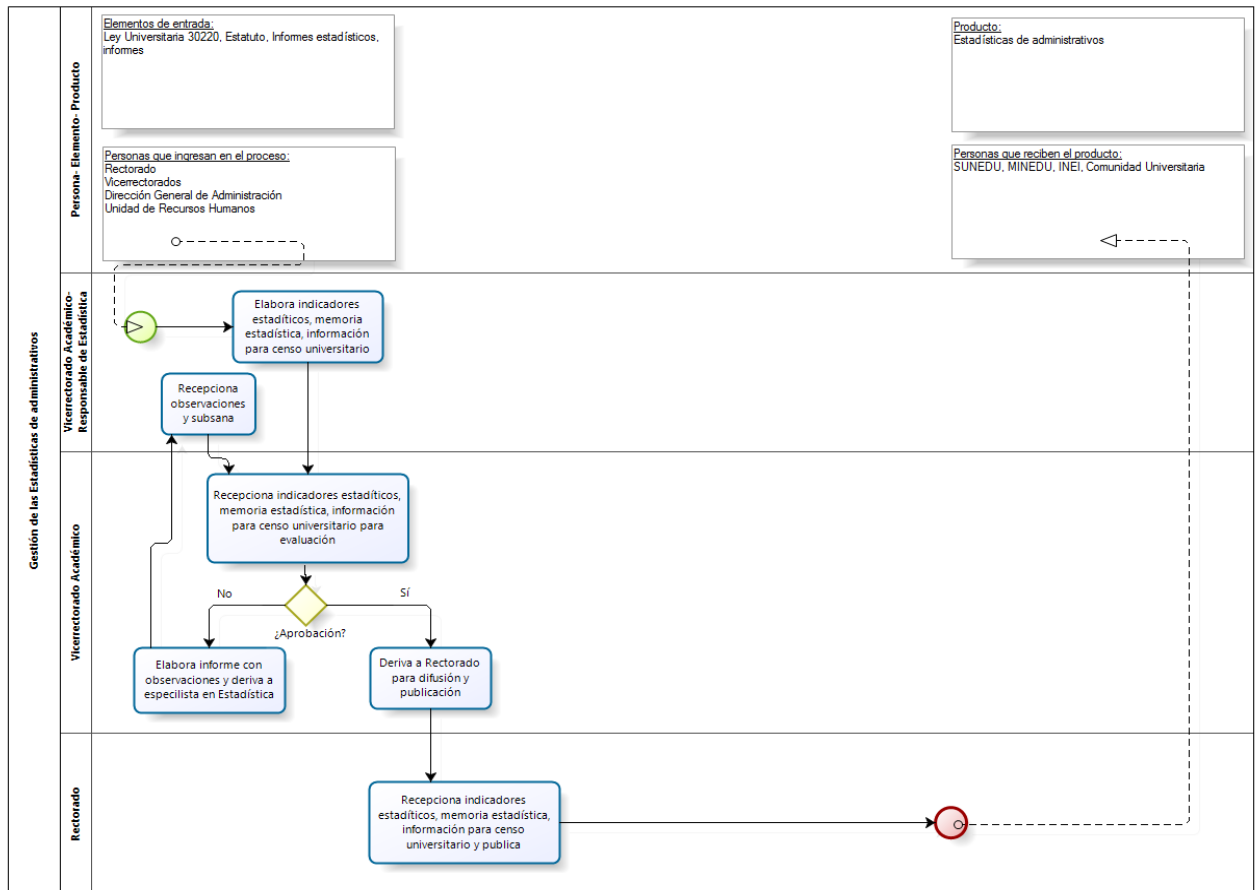 Gestión de las Estadísticas de administrativos
Persona- Elemento- Producto
Elementos de entrada:
Ley Universitaria 30220, Estatuto, Informes estadísticos,
informes
Producto:
Estadísticas de administrativos
Personas que ingresan en el proceso:
Rectorado
Vicerrectorados
Dirección General de Administración
Unidad de Recursos Humanos
Personas que reciben el producto:
SUNEDU, MINEDU, INEI, Comunidad Universitaria
Vicerrectorado Académico-
Responsable de Estadística
Elabora indicadores
estadíticos, memoria
estadística, información
para censo universitario
Recepciona
observaciones
y subsana
Vicerrectorado Académico
Recepciona indicadores estadíticos,
memoria estadística, información
para censo universitario para
evaluación
No
Sí
¿Aprobación?
Elabora informe con
observaciones y deriva a
especilista en Estadística
Deriva a Rectorado
para difusión y
publicación
Rectorado
Recepciona indicadores
estadíticos, memoria estadística,
información para censo
universitario y publica